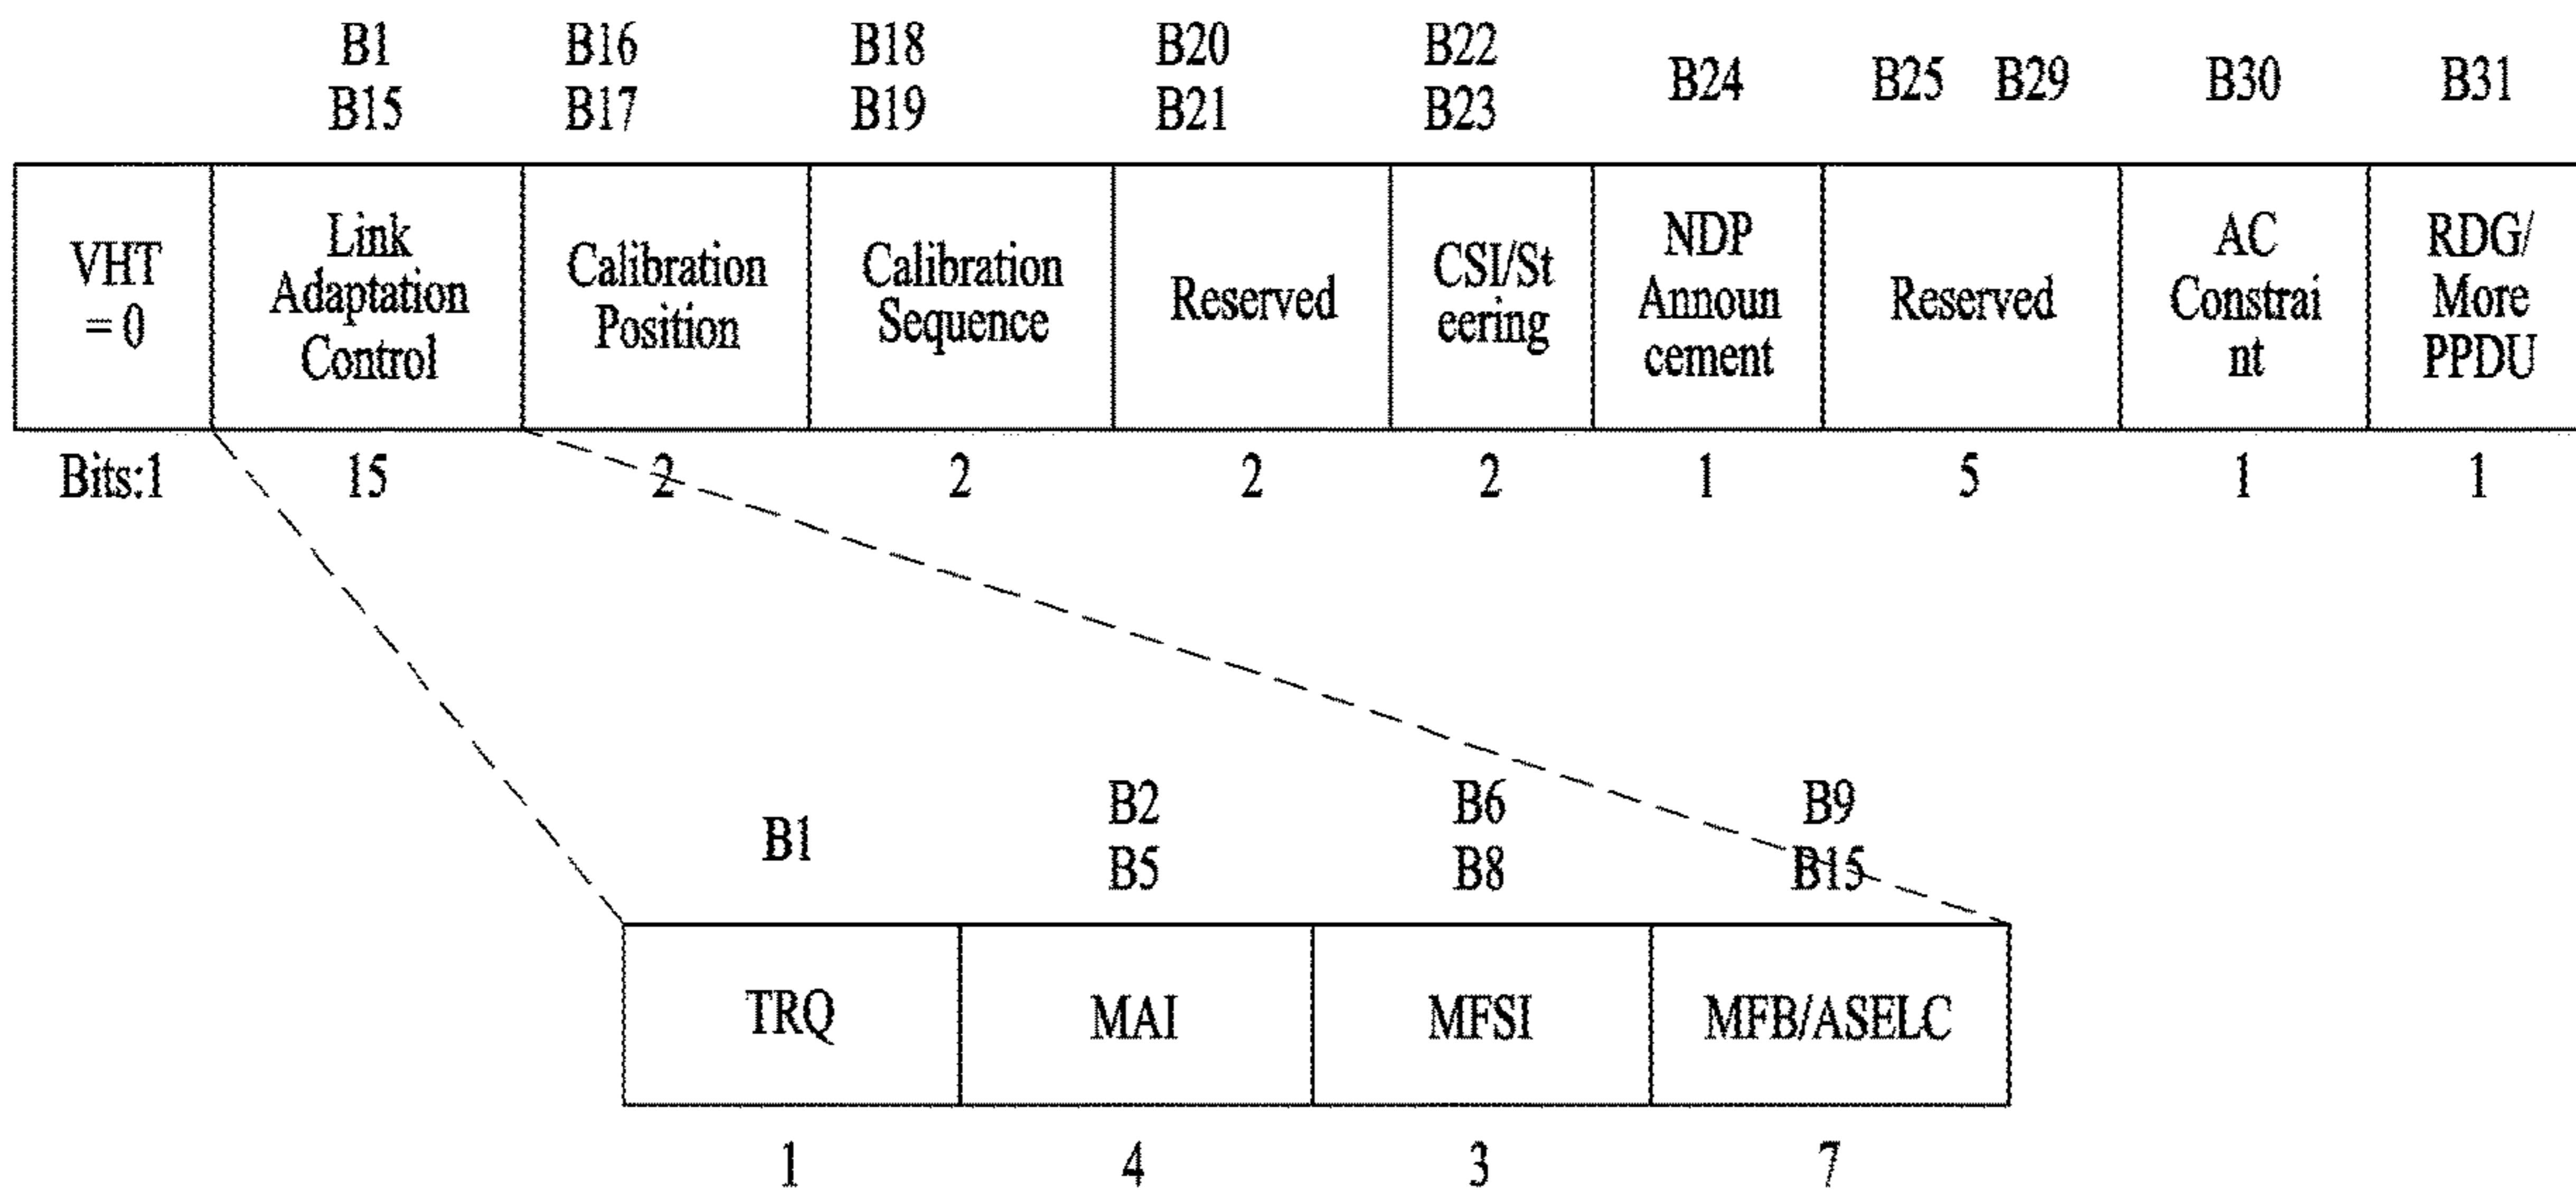 B1 B16 B18 B20 B22
B15 B17 B19 B21 B23 B24 B25 B29 B30 B31
VHT
= 0
Link
Adaptation
Control
Calibration
Position
Calibration
Sequence
Reserved
CSI/St
eering
NDP
Announ
cement
Reserved
AC
Constrai
nt
RDG/
More
PPDU
Bits:1 15 2 2 2 2 1 5 1 1
B1
B2
B5
B6
B8
B9
B15
TRQ MAI MFSI MFB/ASELC
1 4 3 7